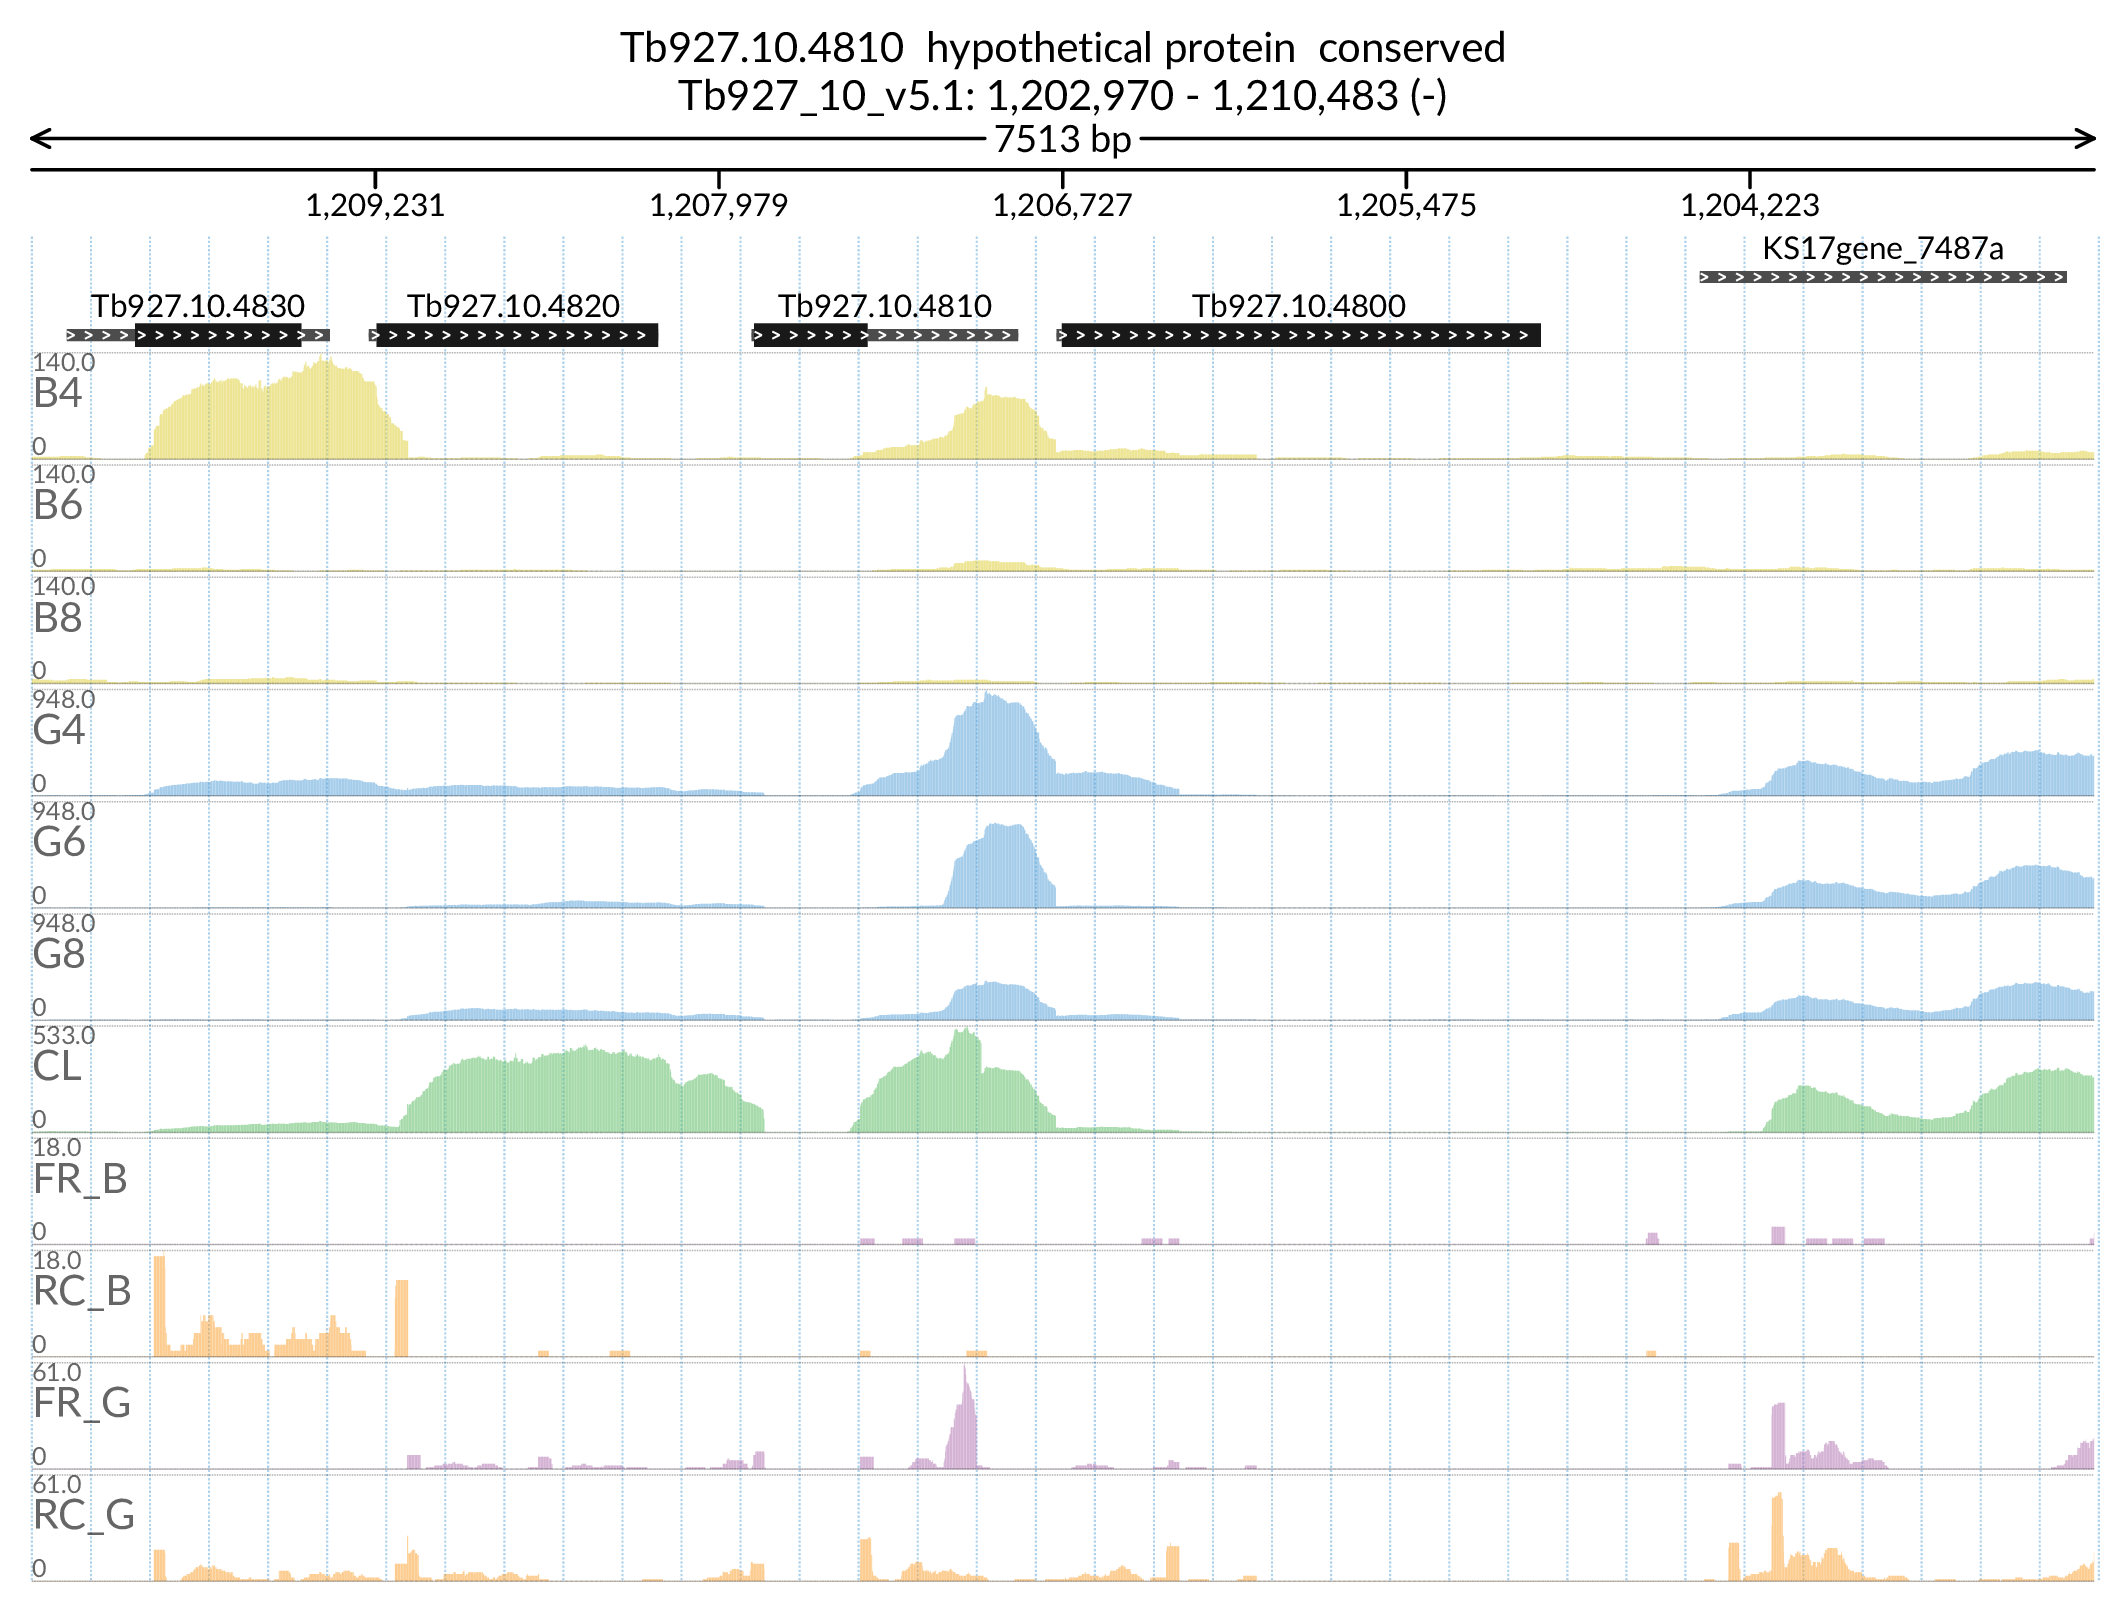 Tb927.10.4810  hypothetical protein  conserved
Tb927_10_v5.1: 1,202,970 - 1,210,483 (-)
7513 bp
1,209,231 1,207,979 1,206,727 1,205,475 1,204,223
KS17gene_7487a
Tb927.10.4830 Tb927.10.4820 Tb927.10.4810 Tb927.10.4800
140.0
B4
0
140.0
B6
0
140.0
B8
0
948.0
G4
0
948.0
G6
0
948.0
G8
0
533.0
CL
0
18.0
FR_B
0
18.0
RC_B
0
61.0
FR_G
0
61.0
RC_G
0